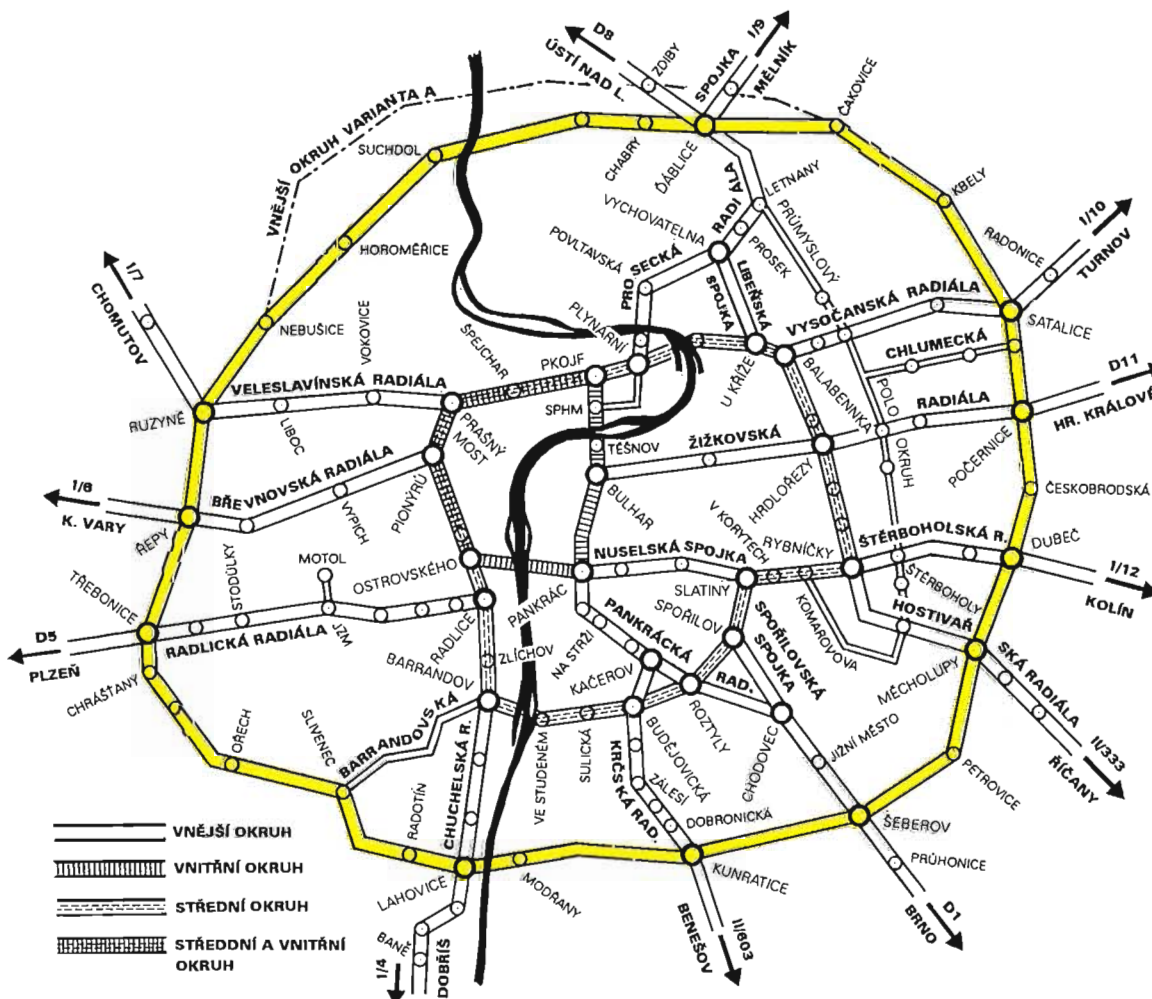 D8
ÚSTÍ NAD L.
ZDIBY
SPOJKA
I/9
MĚLNÍK
ČAKOVICE
VNĚJŠÍ OKRUH VARIANTA A
SUCHDOL
CHABRY
ĎÁBLICE
LETNANY
KBELY
VYCHOVATELNA
RADIÁLA
PROSECKÁ
POVLTAVSKÁ
PROSEK
PRŮMYSLOVÝ
POLO
OKRUH
LIBEŇSKÁ
SPOJKA
RADONICE
I/10
TURNOV
HOROMĚŘICE
I/7
CHOMUTOV
NEBUŠICE
VOKOVICE
SPEJCHAR
PLYNÁRNÍ
PKOJF
VYSOČANSKÁ RADIÁLA
SATALICE
CHLUMECKÁ
U KŘÍŽE
BALABENNKA
VELESLAVÍNSKÁ RADIÁLA
RUZYNĚ
LIBOC
PRAŠNÝ
MOST
SPHM
TĚŠNOV
ŽIŽKOVSKÁ
RADIÁLA
D11
HR. KRÁLOVÉ
POČERNICE
BŘEVNOVSKÁ RADIÁLA
I/6
K. VARY
ŘEPY
VYPICH
PIONÝRŮ
BULHAR
HRDLOŘEZY
V KORYTECH
RYBNÍČKY
ČESKOBRODSKÁ
ŠTĚRBOHOLSKÁ R.
DUBEČ
I/12
KOLÍN
TŘEBONICE
STODŮLKY
MOTOL
OSTROVSKÉHO
NUSELSKÁ SPOJKA
SLATINY
PANKRÁC
ŠTĚRBOHOLY
HOSTIVAŘ
SKÁ RADIÁLA
D5
PLZEŇ
RADLICKÁ RADIÁLA
JZM
RADLICE
ZLÍCHOV
NA STRŽI
PANKRÁCKÁ
RAD.
SPOŘILOV
SPOŘILOVSKÁ
SPOJKA
KOMAROVOVA
MĚCHOLUPY
CHRÁŠŤANY
BARRANDOV
KAČEROV
ROZTYLY
OŘECH
SLIVENEC
BARRANDOVSKÁ
CHUCHELSKÁ R.
VE STUDENÉM
SULICKÁ
BUDĚJOVICKÁ
KRČSKÁ RAD.
ZÁLESÍ
CHODOVEC
JIŽNÍ MĚSTO
II/333
ŘÍČANY
PETROVICE
RADOTÍN
DOBRONICKÁ
ŠEBEROV
LAHOVICE
MODŘANY
KUNRATICE
PRŮHONICE
BANĚ
I/4
DOBŘÍŠ
II/603
BENEŠOV
D1
BRNO
VNĚJŠÍ OKRUH
VNITŘNÍ OKRUH
STŘEDNÍ OKRUH
STŘEDDNÍ A VNITŘNÍ
OKRUH